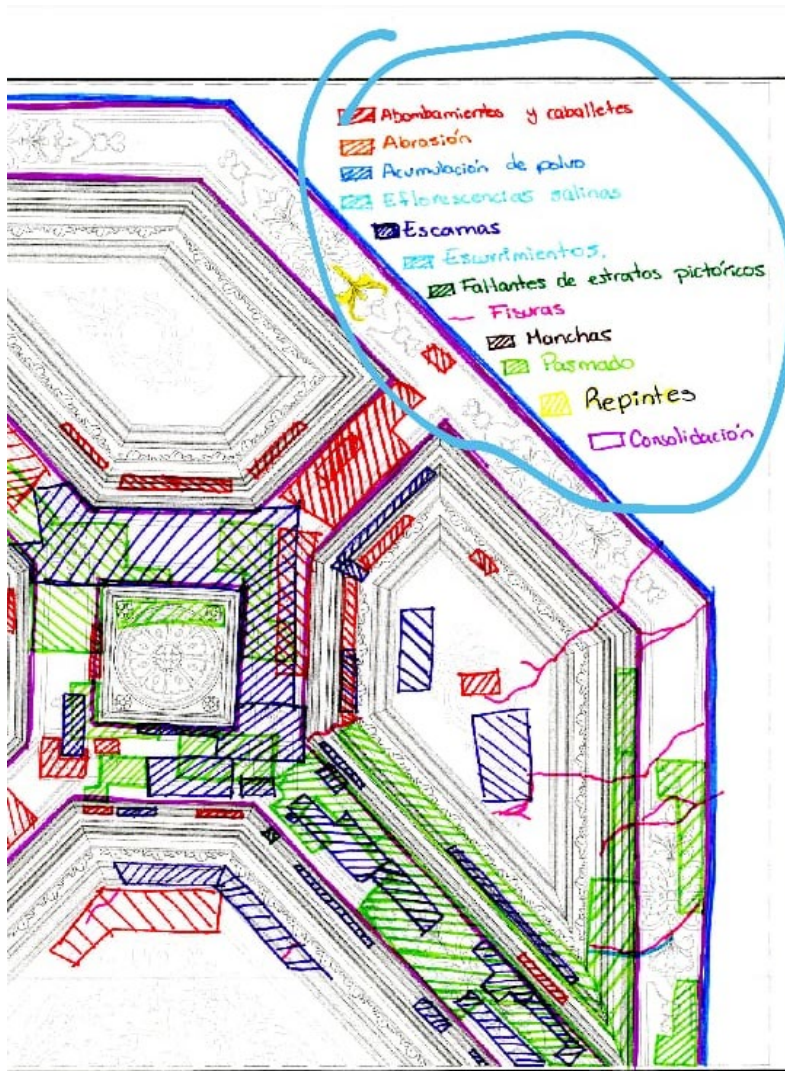 Abombamientos y caballetes
Abrasión
Acumulación de polvo
Eflorescencias salinas
Escamas
Escurrimientos.
Faltantes de estratos pictóricos
Fisuras
Manchas
Pasmado
Repintes
Consolidación